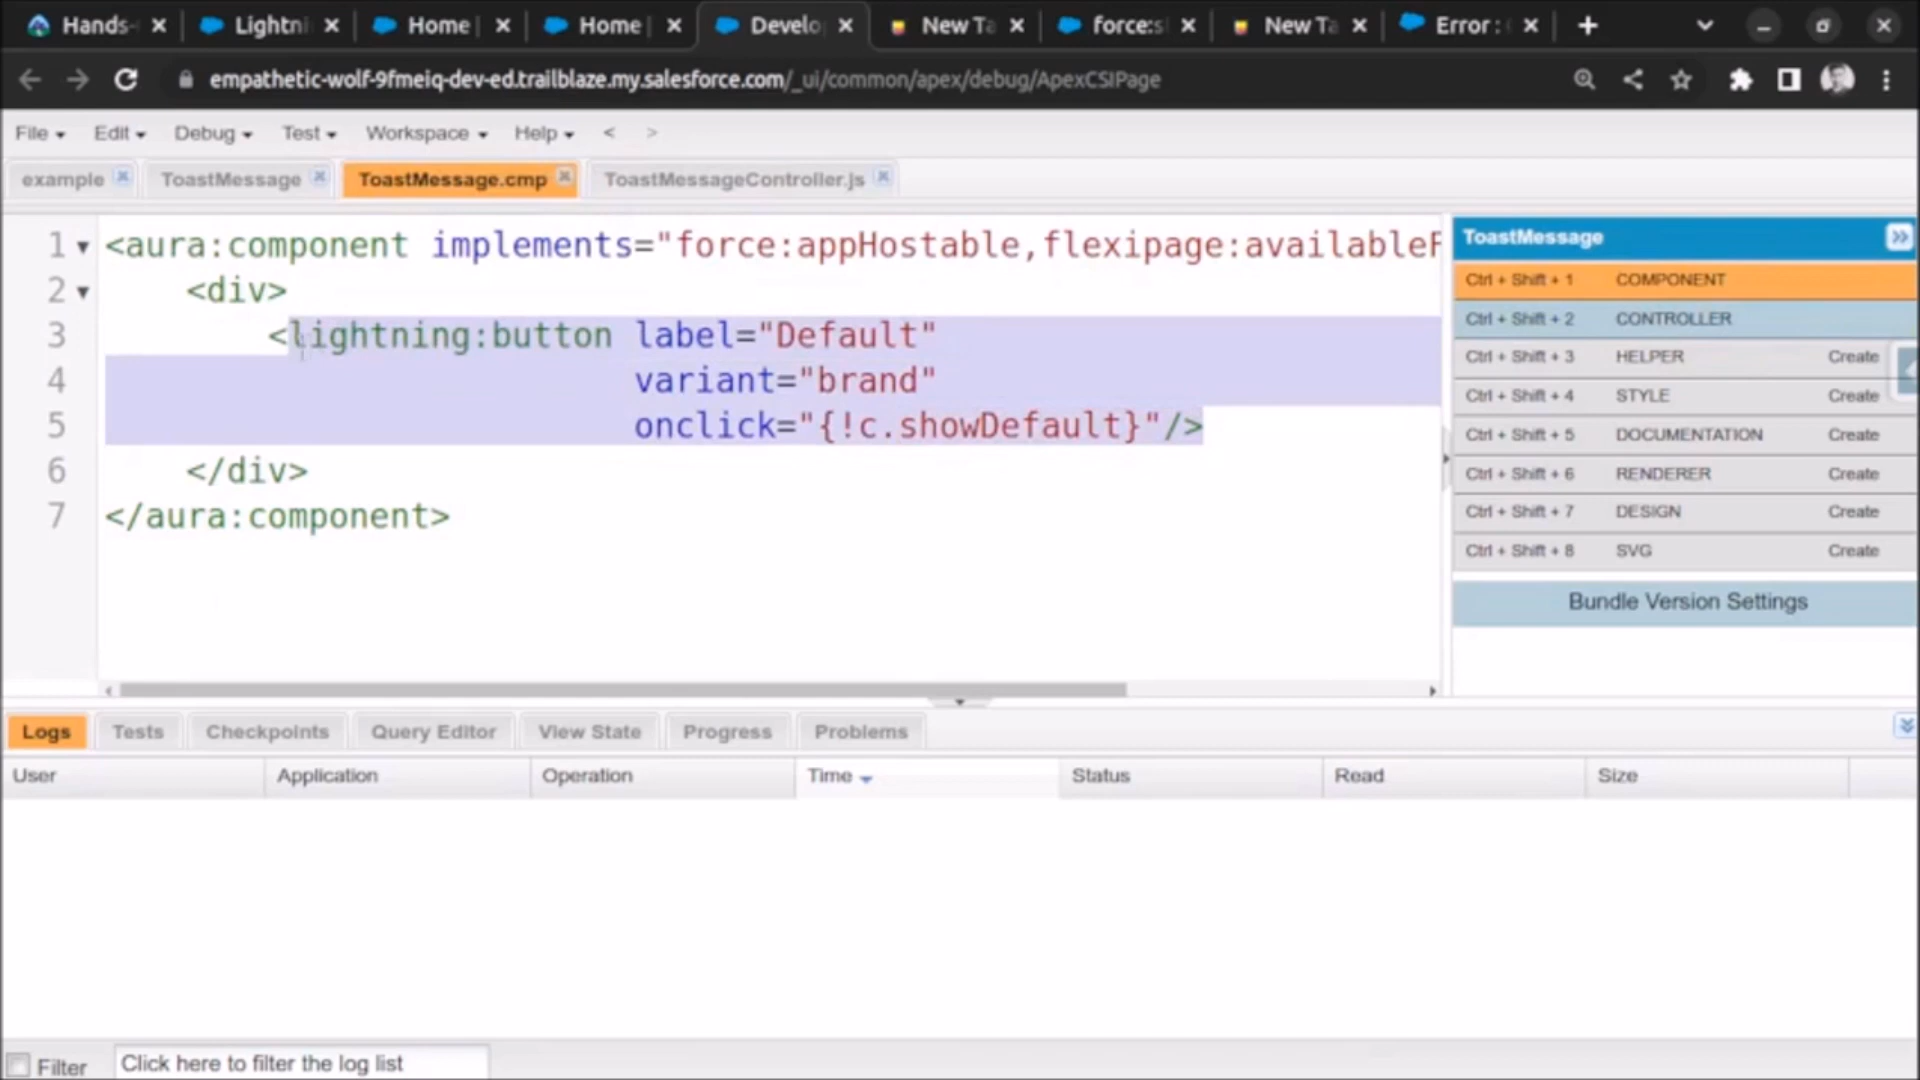 Hands- Lightni Home Home Develo New Ta force:s New Ta Error :
empathetic-wolf-9fmeiq-dev-ed.trailblaze.my.salesforce.com/_ui/common/apex/debug/ApexCSIPage
File Edit Debug Test Workspace Help < >
example ToastMessage ToastMessage.cmp ToastMessageController.js
1 <aura:component implements="force:appHostable,flexipage:availableF
2 <div>
3 <lightning:button label="Default"
4 variant="brand"
5 onclick="{!c.showDefault}"/>
6 </div>
7 </aura:component>
ToastMessage
Ctrl + Shift + 1 COMPONENT
Ctrl + Shift + 2 CONTROLLER
Ctrl + Shift + 3 HELPER Create
Ctrl + Shift + 4 STYLE Create
Ctrl + Shift + 5 DOCUMENTATION Create
Ctrl + Shift + 6 RENDERER Create
Ctrl + Shift + 7 DESIGN Create
Ctrl + Shift + 8 SVG Create
Bundle Version Settings
Logs Tests Checkpoints Query Editor View State Progress Problems
User Application Operation Time Status Read Size
Filter Click here to filter the log list